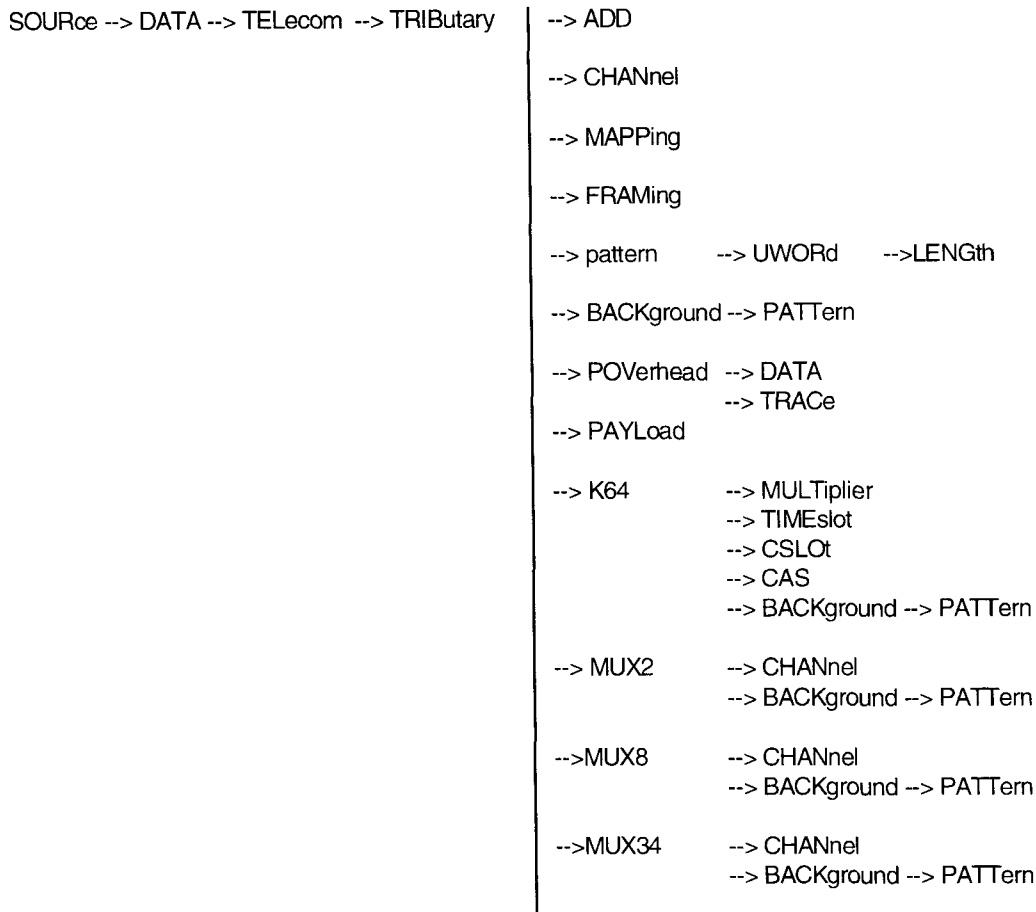 SOURce --> DATA --> TELecom --> TRIButary --> ADD
--> CHANnel
--> MAPPing
--> FRAMing
--> pattern --> UWORd -->LENGth
--> BACKground --> PATTern
--> POVerhead --> DATA
--> TRACe
--> PAYLoad
--> K64 --> MULTiplier
--> TIMEslot
--> CSLOt
--> CAS
--> BACKground --> PATTern
--> MUX2 --> CHANnel
--> BACKground --> PATTern
-->MUX8 --> CHANnel
--> BACKground --> PATTern
-->MUX34 --> CHANnel
--> BACKground --> PATTern